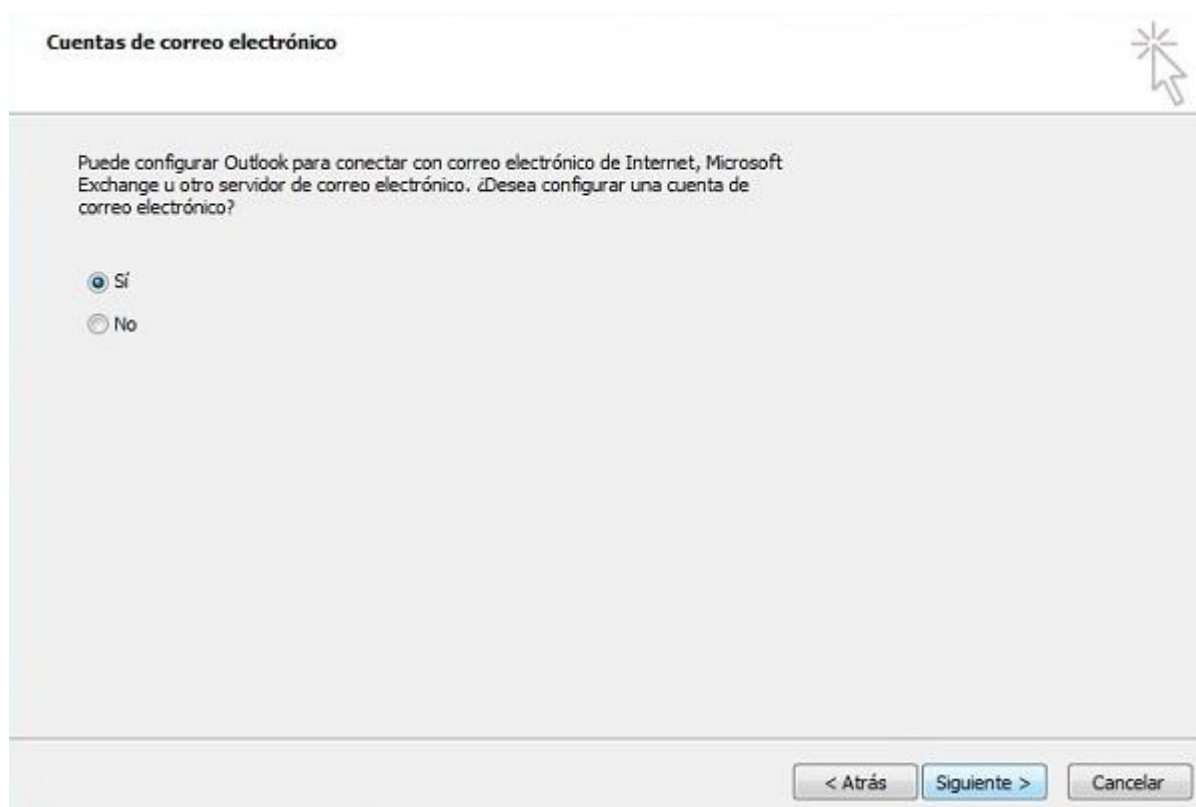 Cuentas de correo electrónico
Puede configurar Outlook para conectar con correo electrónico de Internet, Microsoft
Exchange u otro servidor de correo electrónico. ¿Desea configurar una cuenta de
correo electrónico?
Sí
No
< Atrás Siguiente > Cancelar